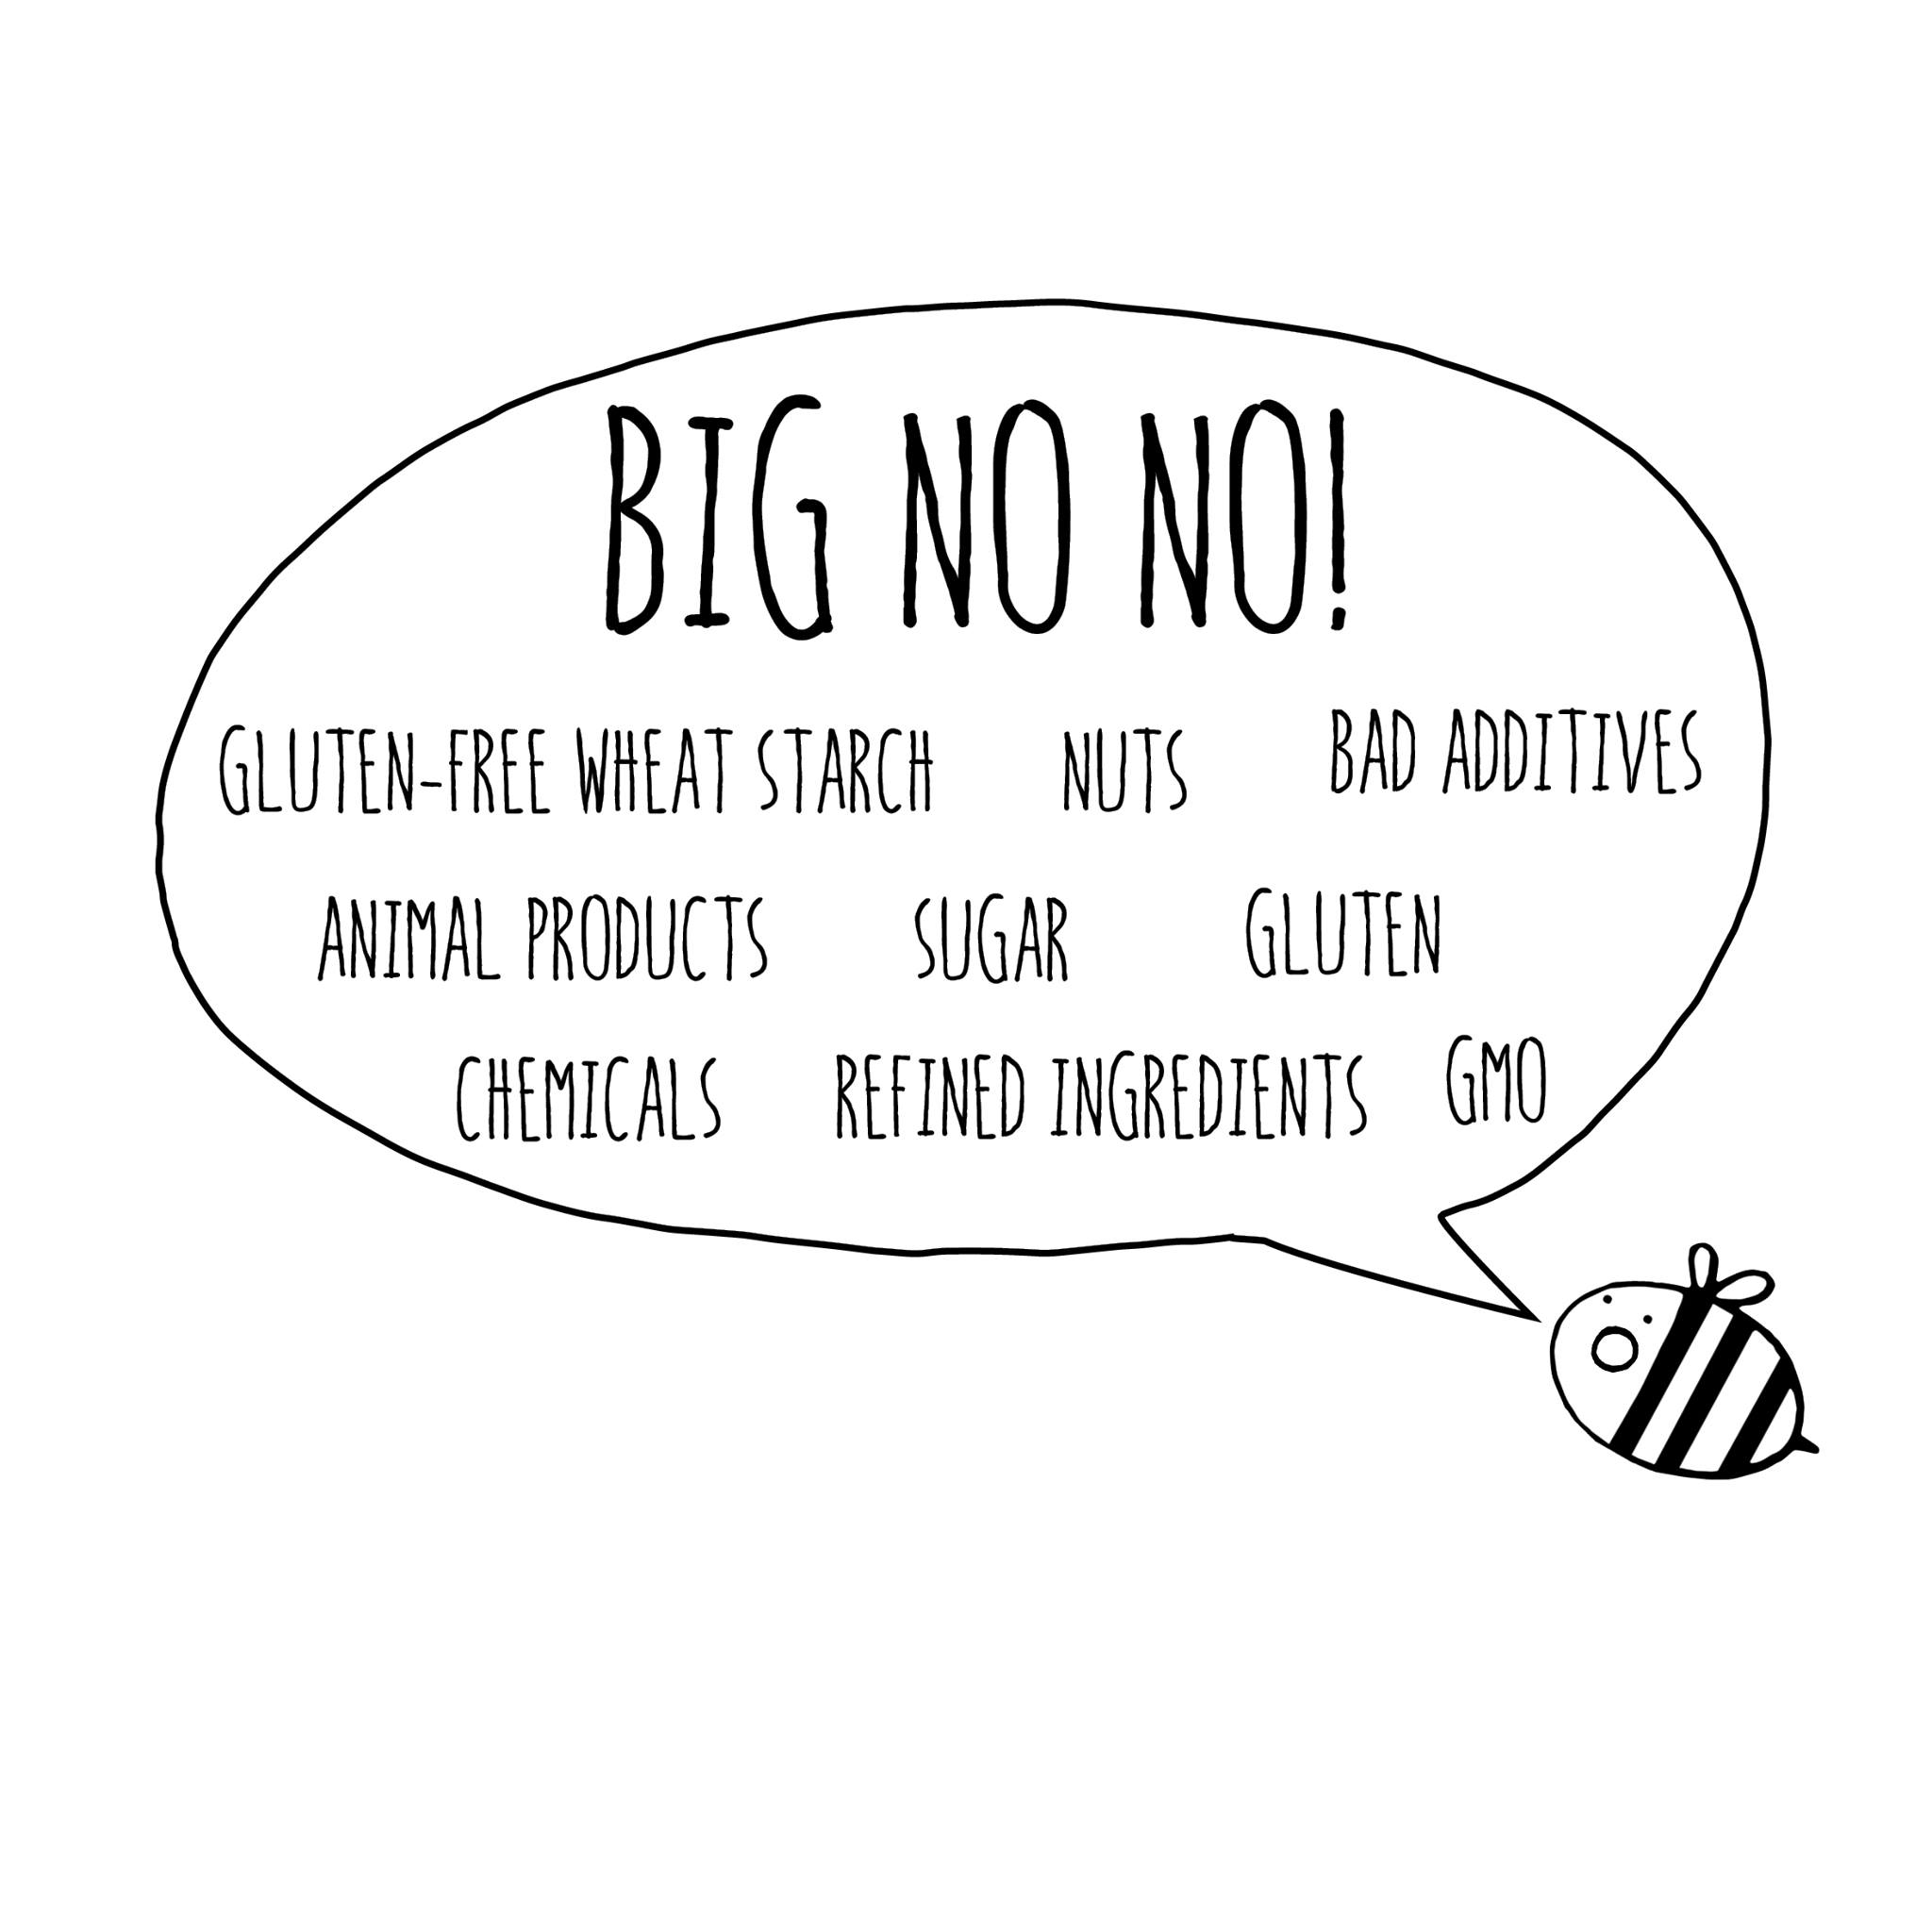 BIG NO NO!
GLUTEN-FREE WHEAT STARCH NUTS BAD ADDITIVES
ANIMAL PRODUCTS SUGAR GLUTEN
CHEMICALS REFINED INGREDIENTS GMO